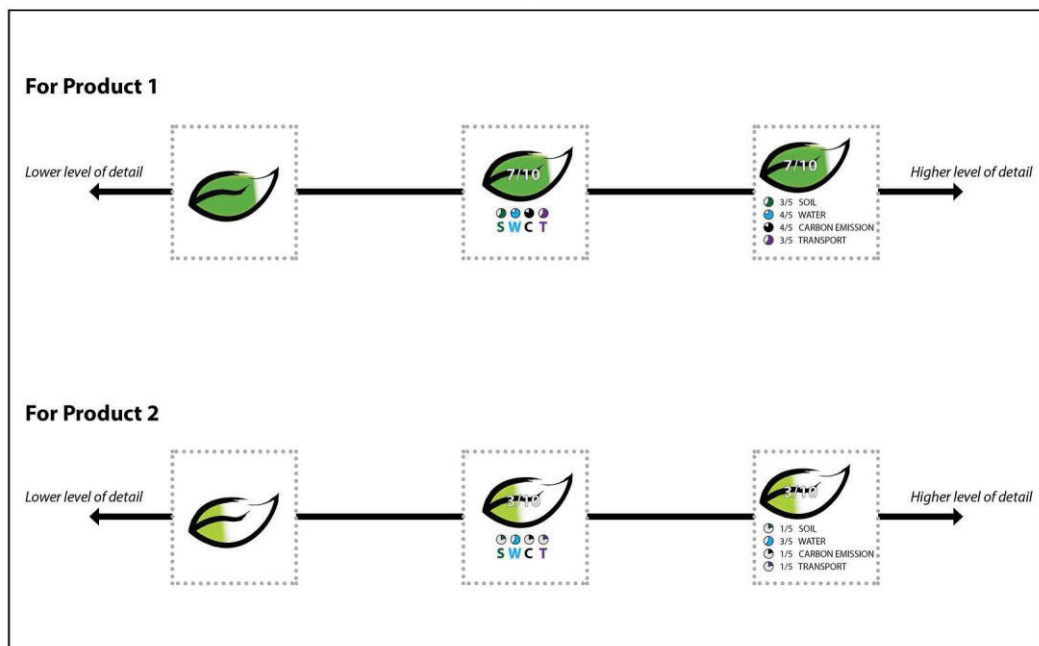 For Product 1
Lower level of detail
Higher level of detail
7/10
S W C T
7/10
3/5 SOIL
4/5 WATER
4/5 CARBON EMISSION
3/5 TRANSPORT
For Product 2
Lower level of detail
Higher level of detail
3/10
S W C T
3/10
1/5 SOIL
3/5 WATER
1/5 CARBON EMISSION
1/5 TRANSPORT